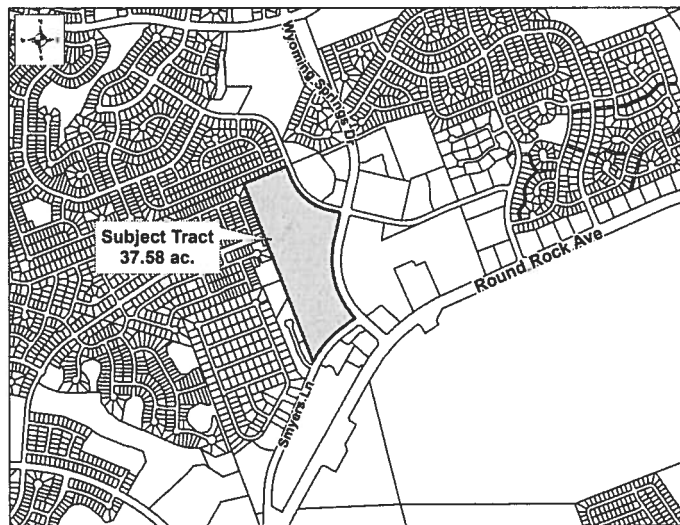 Wyoming Springs Dr
Subject Tract
37.58 ac.
Round Rock Ave
Smyers Ln